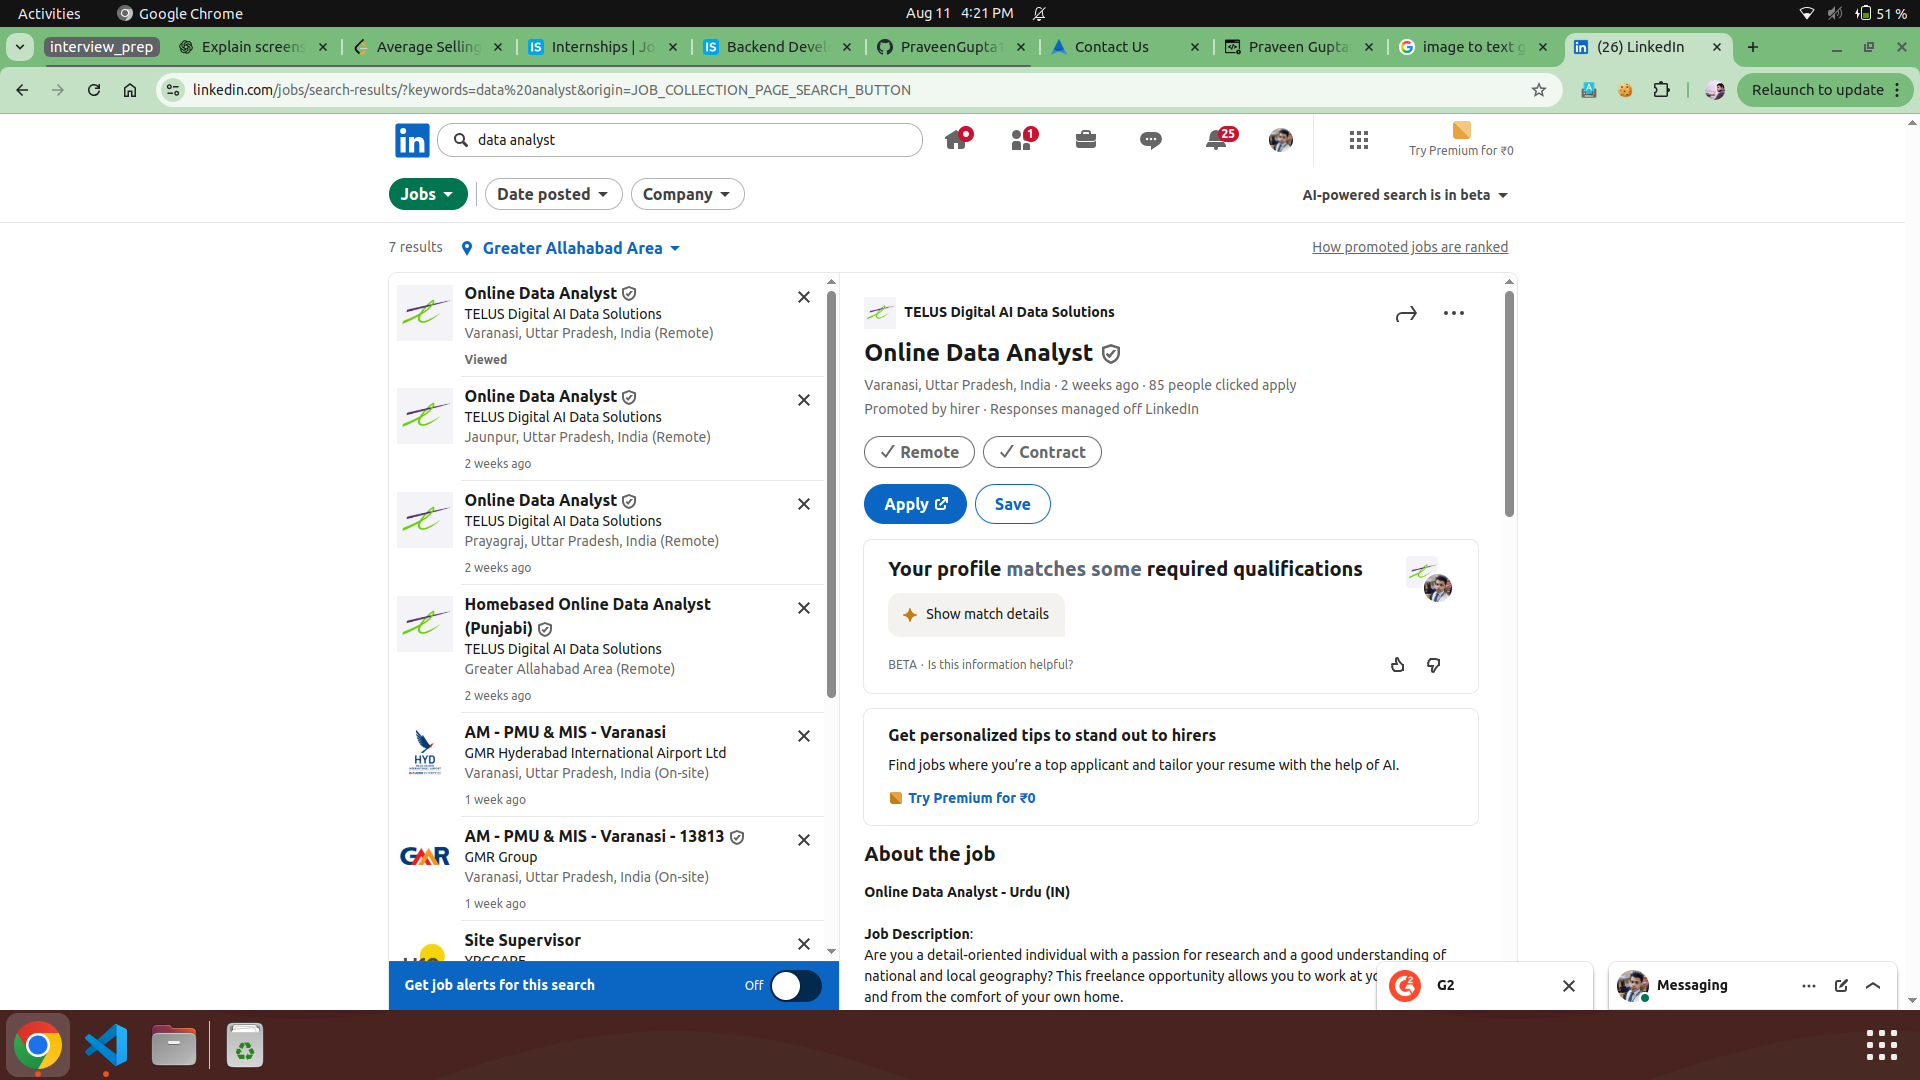 Activities
Google Chrome
Aug 11 4:21 PM
51 %
interview_prep
Explain screens
Average Selling
Internships | Jo
Backend Devel
PraveenGupta1
Contact Us
Praveen Gupta
image to text g
(26) LinkedIn
linkedin.com/jobs/search-results/?keywords=data%20analyst&origin=JOB_COLLECTION_PAGE_SEARCH_BUTTON
Relaunch to update
in
data analyst
1
25
Try Premium for ₹0
Jobs
Date posted
Company
AI-powered search is in beta
7 results
Greater Allahabad Area
How promoted jobs are ranked
Online Data Analyst
TELUS Digital AI Data Solutions
Varanasi, Uttar Pradesh, India (Remote)
Viewed
Online Data Analyst
TELUS Digital AI Data Solutions
Jaunpur, Uttar Pradesh, India (Remote)
2 weeks ago
Online Data Analyst
TELUS Digital AI Data Solutions
Prayagraj, Uttar Pradesh, India (Remote)
2 weeks ago
Homebased Online Data Analyst
(Punjabi)
TELUS Digital AI Data Solutions
Greater Allahabad Area (Remote)
2 weeks ago
HYD
AM - PMU & MIS - Varanasi
GMR Hyderabad International Airport Ltd
Varanasi, Uttar Pradesh, India (On-site)
1 week ago
GMR
AM - PMU & MIS - Varanasi - 13813
GMR Group
Varanasi, Uttar Pradesh, India (On-site)
1 week ago
Site Supervisor
Get job alerts for this search
Off
TELUS Digital AI Data Solutions
Online Data Analyst
Varanasi, Uttar Pradesh, India · 2 weeks ago · 85 people clicked apply
Promoted by hirer · Responses managed off LinkedIn
Remote
Contract
Apply
Save
Your profile matches some required qualifications
Show match details
BETA · Is this information helpful?
Get personalized tips to stand out to hirers
Find jobs where you’re a top applicant and tailor your resume with the help of AI.
Try Premium for ₹0
About the job
Online Data Analyst - Urdu (IN)
Job Description:
Are you a detail-oriented individual with a passion for research and a good understanding of
national and local geography? This freelance opportunity allows you to work at
and from the comfort of your own home.
G2
Messaging